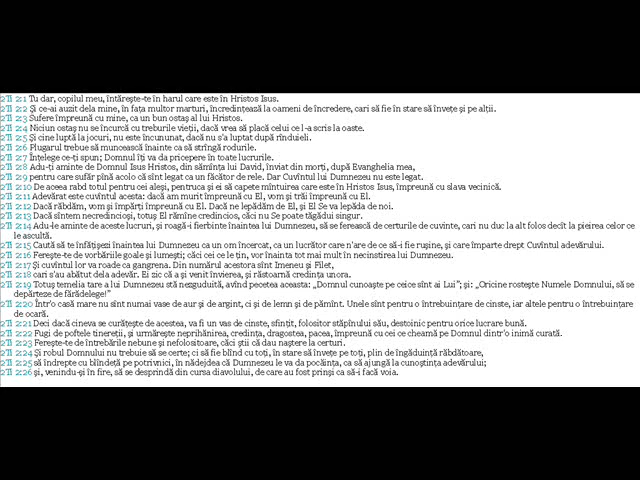 2Ti 2:1 Tu dar, copilul meu, întăreşte-te în harul care este în Hristos Isus.
2Ti 2:2 Şi ce-ai auzit dela mine, în faţa multor marturi, încredinţează la oameni de încredere, cari să fie în stare să înveţe şi pe alţii.
2Ti 2:3 Sufere împreună cu mine, ca un bun ostaş al lui Hristos.
2Ti 2:4 Niciun ostaş nu se încurcă cu treburile vieţii, dacă vrea să placă celui ce l-a scris la oaste.
2Ti 2:5 Şi cine luptă la jocuri, nu este încununat, dacă nu s'a luptat după rînduieli.
2Ti 2:6 Plugarul trebue să muncească înainte ca să strîngă rodurile.
2Ti 2:7 Înţelege ce-ţi spun; Domnul îţi va da pricepere în toate lucrurile.
2Ti 2:8 Adu-ţi aminte de Domnul Isus Hristos, din sămînţa lui David, înviat din morţi, după Evanghelia mea,
2Ti 2:9 pentru care sufăr pînă acolo că sînt legat ca un făcător de rele. Dar Cuvîntul lui Dumnezeu nu este legat.
2Ti 2:10 De aceea rabd totul pentru cei aleşi, pentruca şi ei să capete mîntuirea care este în Hristos Isus, împreună cu slava vecinică.
2Ti 2:11 Adevărat este cuvîntul acesta: dacă am murit împreună cu El, vom şi trăi împreună cu El.
2Ti 2:12 Dacă răbdăm, vom şi împărăţi împreună cu El. Dacă ne lepădăm de El, şi El Se va lepăda de noi.
2Ti 2:13 Dacă sîntem necredincioşi, totuş El rămîne credincios, căci nu Se poate tăgădui singur.
2Ti 2:14 Adu-le aminte de aceste lucruri, şi roagă-i fierbinte înaintea lui Dumnezeu, să se ferească de certurile de cuvinte, cari nu duc la alt folos decît la pieirea celor ce
le ascultă.
2Ti 2:15 Caută să te înfăţişezi înaintea lui Dumnezeu ca un om încercat, ca un lucrător care n'are de ce să-i fie ruşine, şi care împarte drept Cuvîntul adevărului.
2Ti 2:16 Fereşte-te de vorbăriile goale şi lumeşti; căci cei ce le ţin, vor înainta tot mai mult în necinstirea lui Dumnezeu.
2Ti 2:17 Şi cuvîntul lor va roade ca gangrena. Din numărul acestora sînt Imeneu şi Filet,
2Ti 2:18 cari s'au abătut dela adevăr. Ei zic că a şi venit învierea, şi răstoarnă credinţa unora.
2Ti 2:19 Totuş temelia tare a lui Dumnezeu stă nezguduită, avînd pecetea aceasta: „Domnul cunoaşte pe ceice sînt ai Lui”; şi: „Oricine rosteşte Numele Domnului, să se
depărteze de fărădelege!”
2Ti 2:20 Într'o casă mare nu sînt numai vase de aur şi de argint, ci şi de lemn şi de pămînt. Unele sînt pentru o întrebuinţare de cinste, iar altele pentru o întrebuinţare
de ocară.
2Ti 2:21 Deci dacă cineva se curăţeşte de acestea, va fi un vas de cinste, sfinţit, folositor stăpînului său, destoinic pentru orice lucrare bună.
2Ti 2:22 Fugi de poftele tinereţii, şi urmăreşte neprihănirea, credinţa, dragostea, pacea, împreună cu cei ce cheamă pe Domnul dintr'o inimă curată.
2Ti 2:23 Fereşte-te de întrebările nebune şi nefolositoare, căci ştii că dau naştere la certuri.
2Ti 2:24 Şi robul Domnului nu trebuie să se certe; ci să fie blînd cu toţi, în stare să înveţe pe toţi, plin de îngăduinţă răbdătoare,
2Ti 2:25 să îndrepte cu blîndeţă pe potrivnici, în nădejdea că Dumnezeu le va da pocăinţa, ca să ajungă la cunoştinţa adevărului;
2Ti 2:26 şi, venindu-şi în fire, să se desprindă din cursa diavolului, de care au fost prinşi ca să-i facă voia.